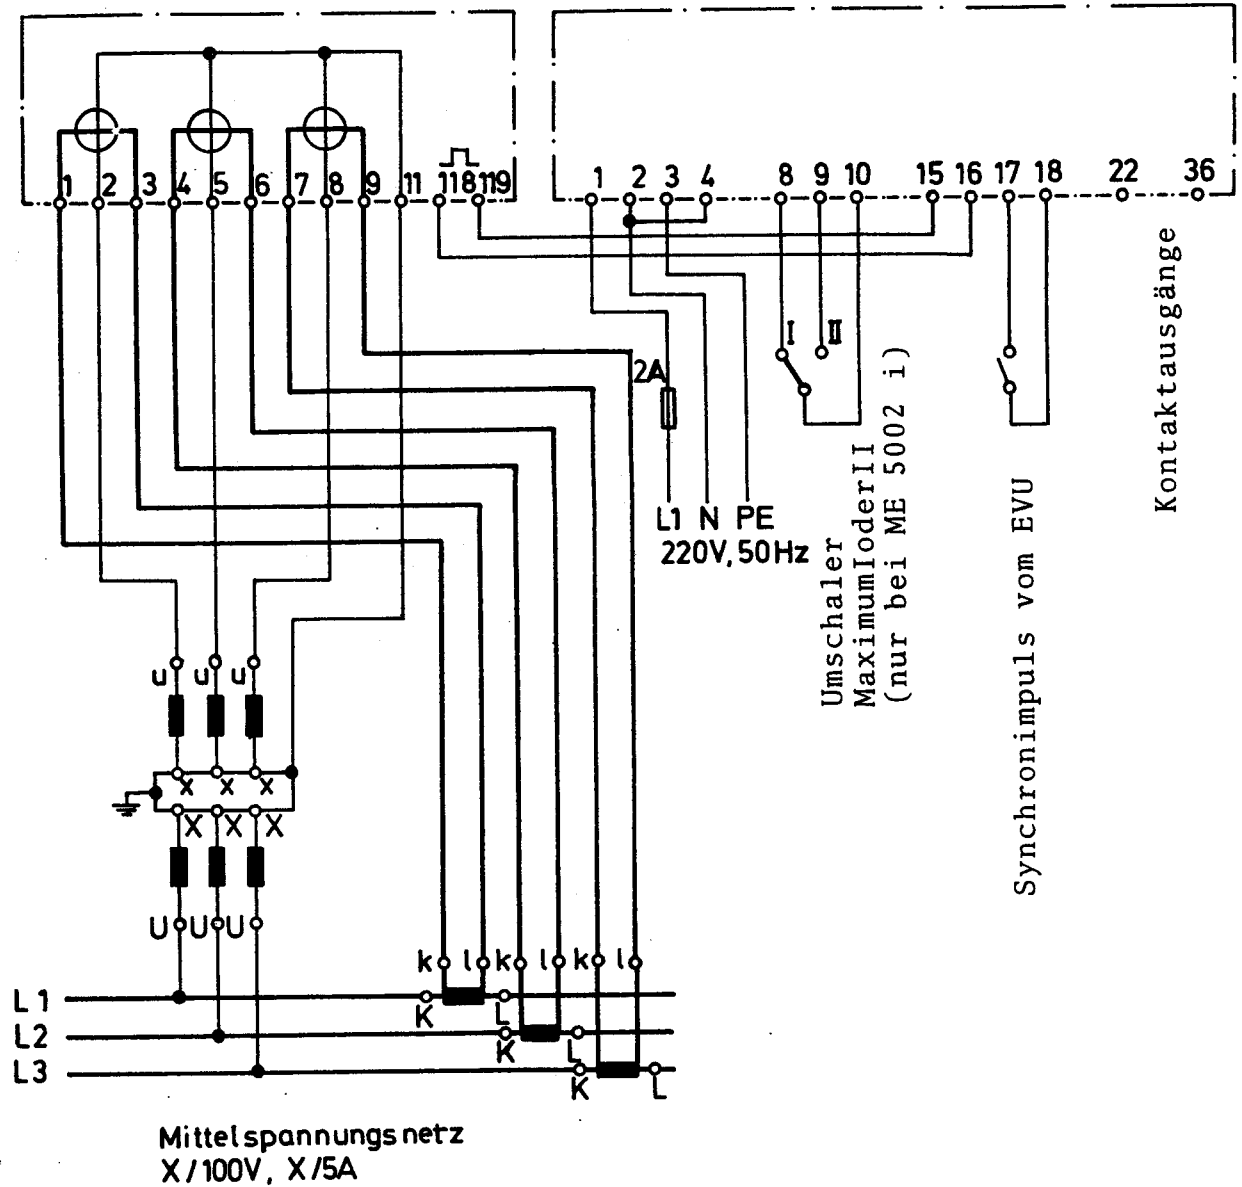 1 2 3 4 5 6 7 8 9 11 118 119
1 2 3 4 8 9 10 15 16 17 18 22 36
I II
2A
L1 N PE
220V, 50Hz
Umschaler
MaximumIoderII
(nur bei ME 5002 i)
Synchronimpuls vom EVU
Kontaktausgänge
u u u
x x x
X X X
U U U
k l k l k l
L1
K L
L2
K L
L3
K L
Mittelspannungsnetz
X/100V, X/5A